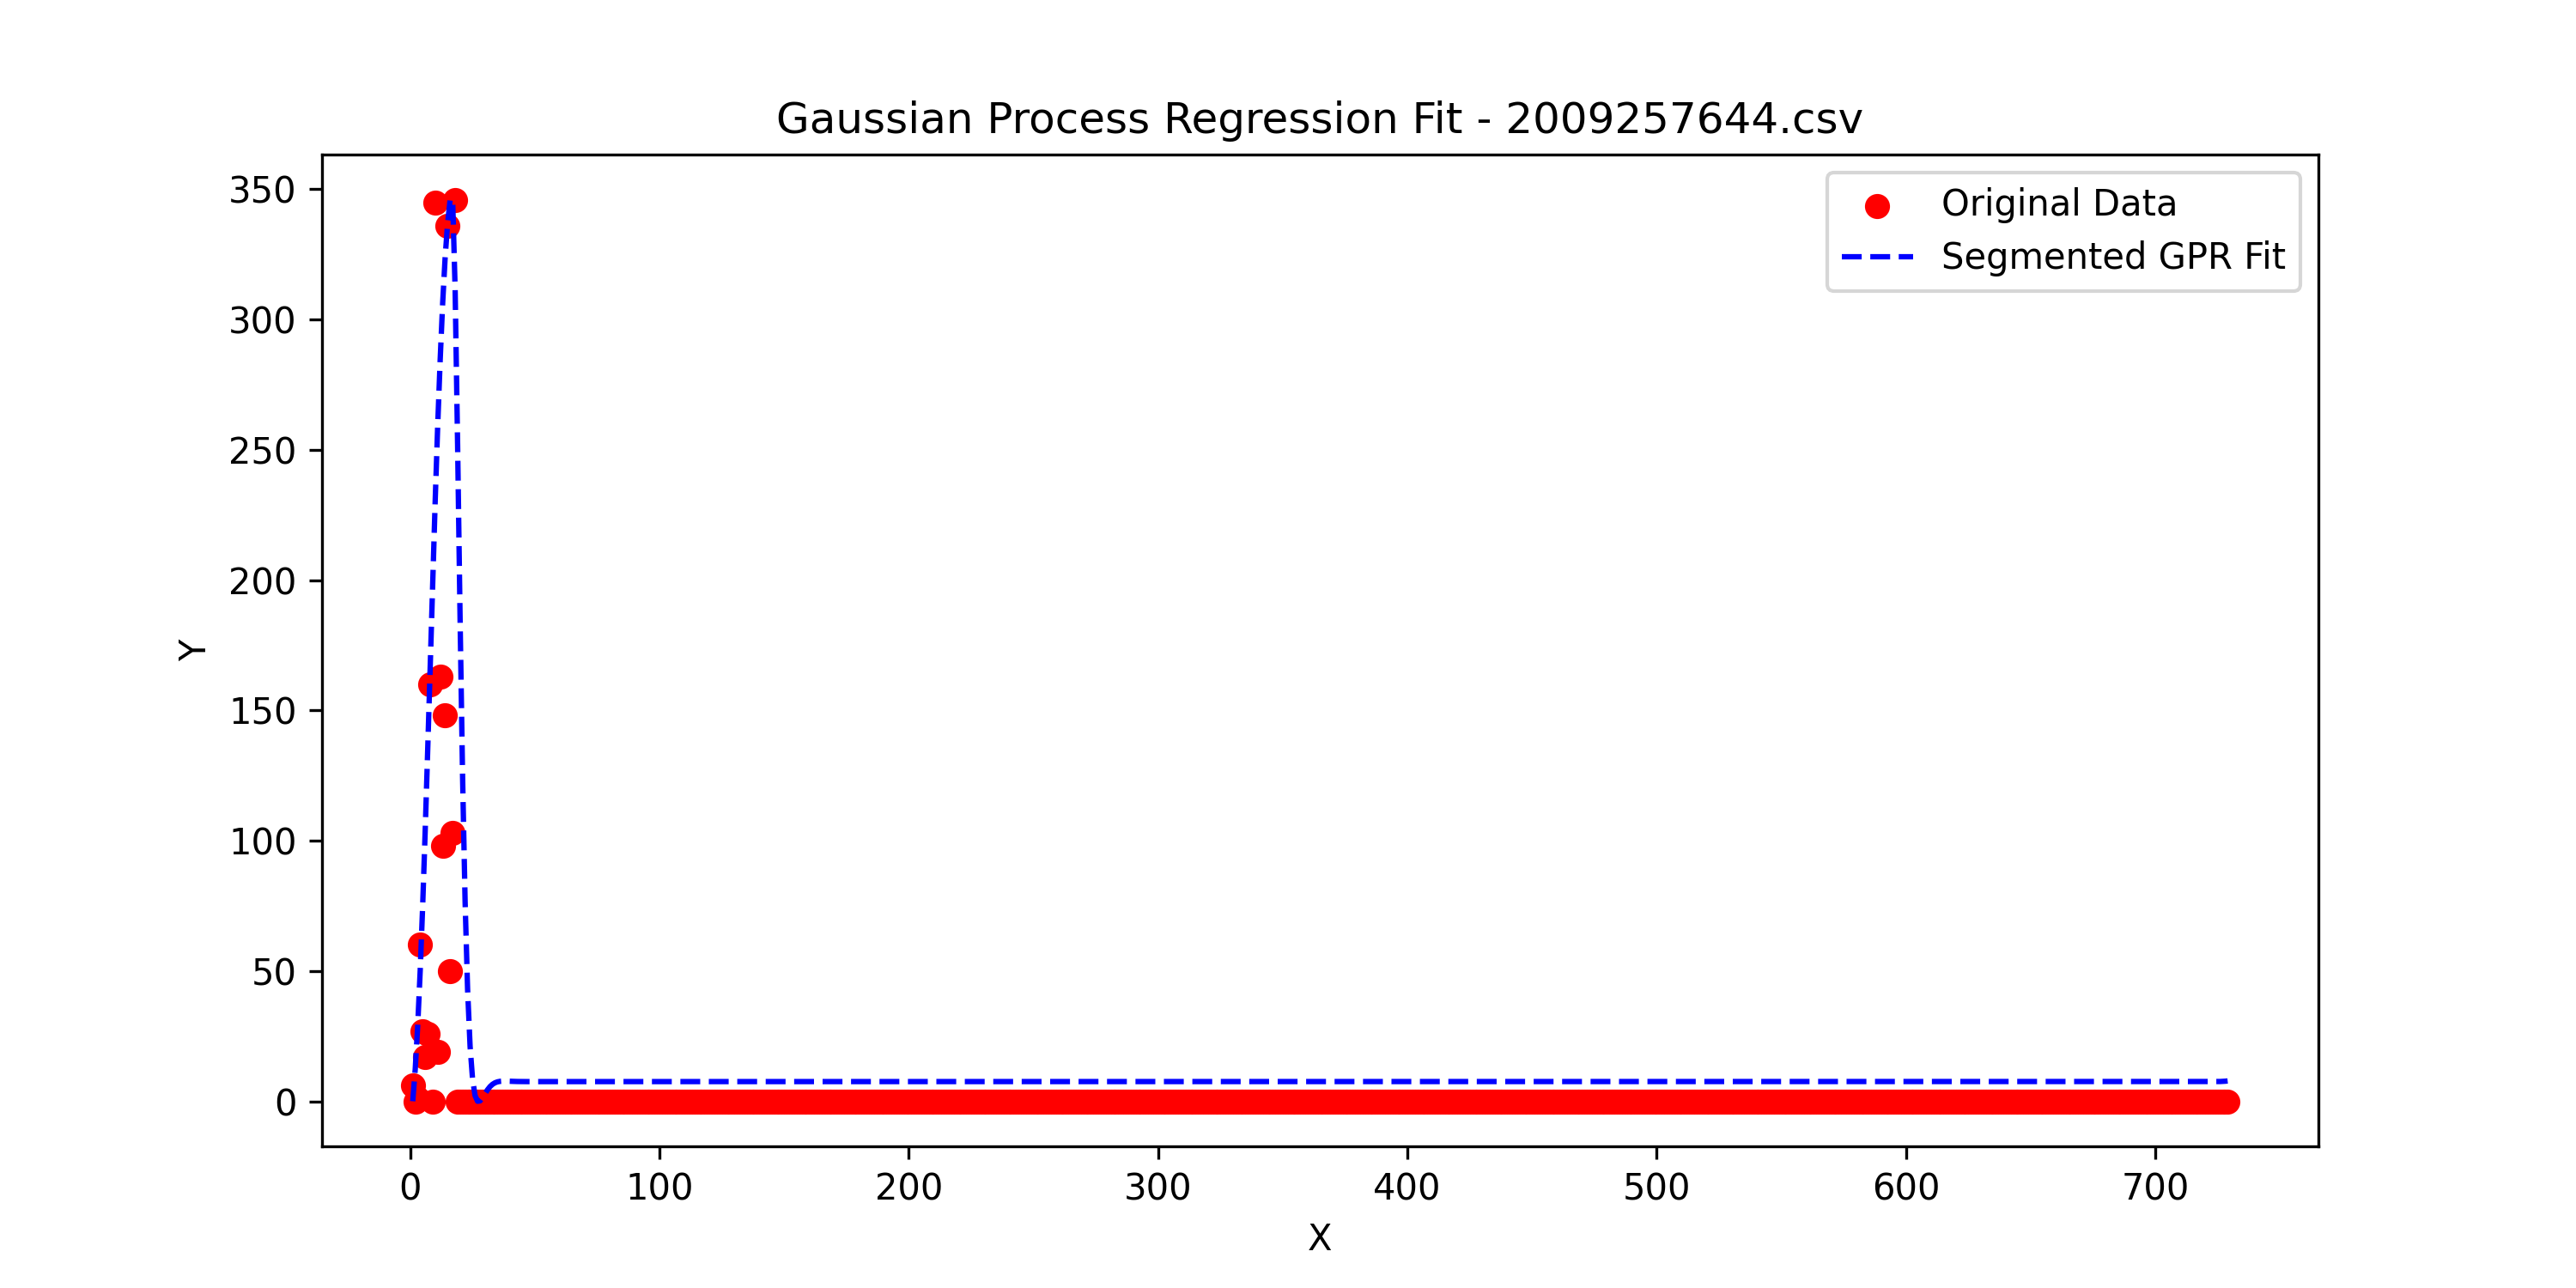 Gaussian Process Regression Fit - 2009257644.csv
Original Data
Segmented GPR Fit
350
300
250
200
150
100
50
0
Y
0 100 200 300 400 500 600 700
X